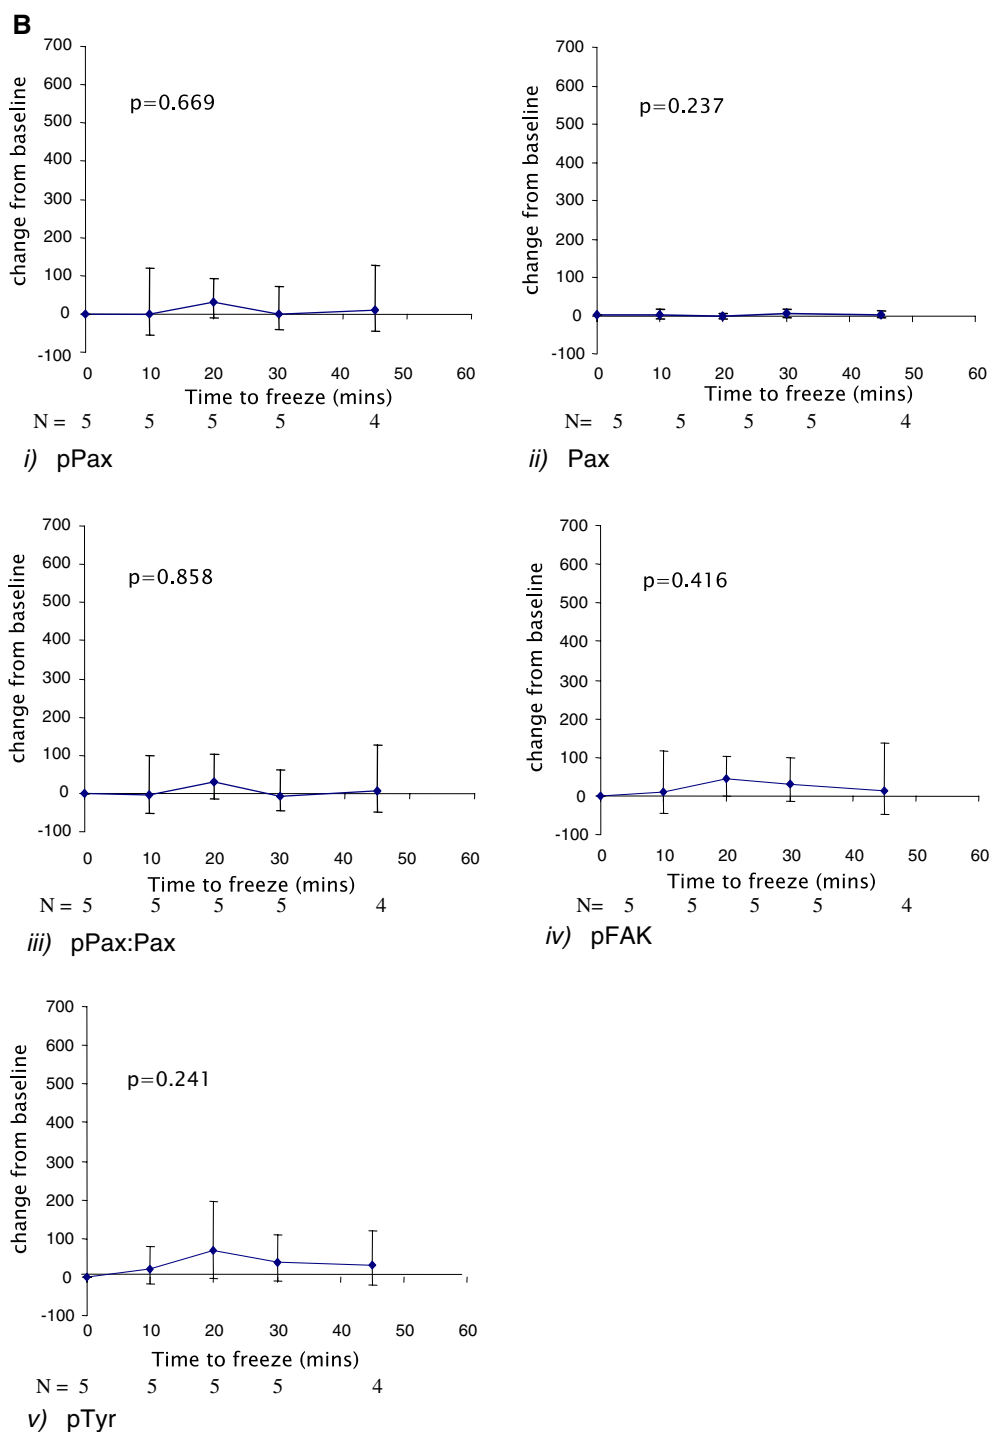 B
700
600
500
400
300
200
100
0
-100
change from baseline
p=0.669
0 10 20 30 40 50 60
Time to freeze (mins)
N = 5 5 5 5 4
i) pPax
700
600
500
400
300
200
100
0
-100
change from baseline
p=0.237
0 10 20 30 40 50 60
Time to freeze (mins)
N= 5 5 5 5 4
ii) Pax
700
600
500
400
300
200
100
0
-100
change from baseline
p=0.858
0 10 20 30 40 50 60
Time to freeze (mins)
N = 5 5 5 5 4
iii) pPax:Pax
700
600
500
400
300
200
100
0
-100
change from baseline
p=0.416
0 10 20 30 40 50 60
Time to freeze (mins)
N= 5 5 5 5 4
iv) pFAK
700
600
500
400
300
200
100
0
-100
change from baseline
p=0.241
0 10 20 30 40 50 60
Time to freeze (mins)
N = 5 5 5 5 4
v) pTyr